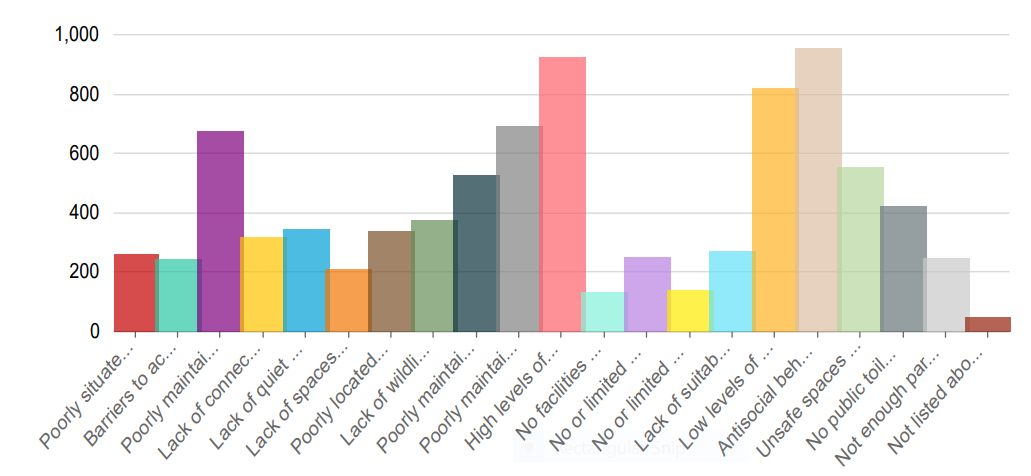 1,000
800
600
400
200
0
Poorly situate...
Barriers to ac...
Poorly maintai...
Lack of connec...
Lack of quiet ...
Lack of spaces...
Poorly located...
Lack of wildli...
Poorly maintai...
Poorly maintai...
High levels of...
No facilities ...
No or limited ...
No or limited ...
Lack of suitab...
Low levels of ...
Antisocial beh...
Unsafe spaces ...
No public toil...
Not enough par...
Not listed abo...
Rectangular Snip